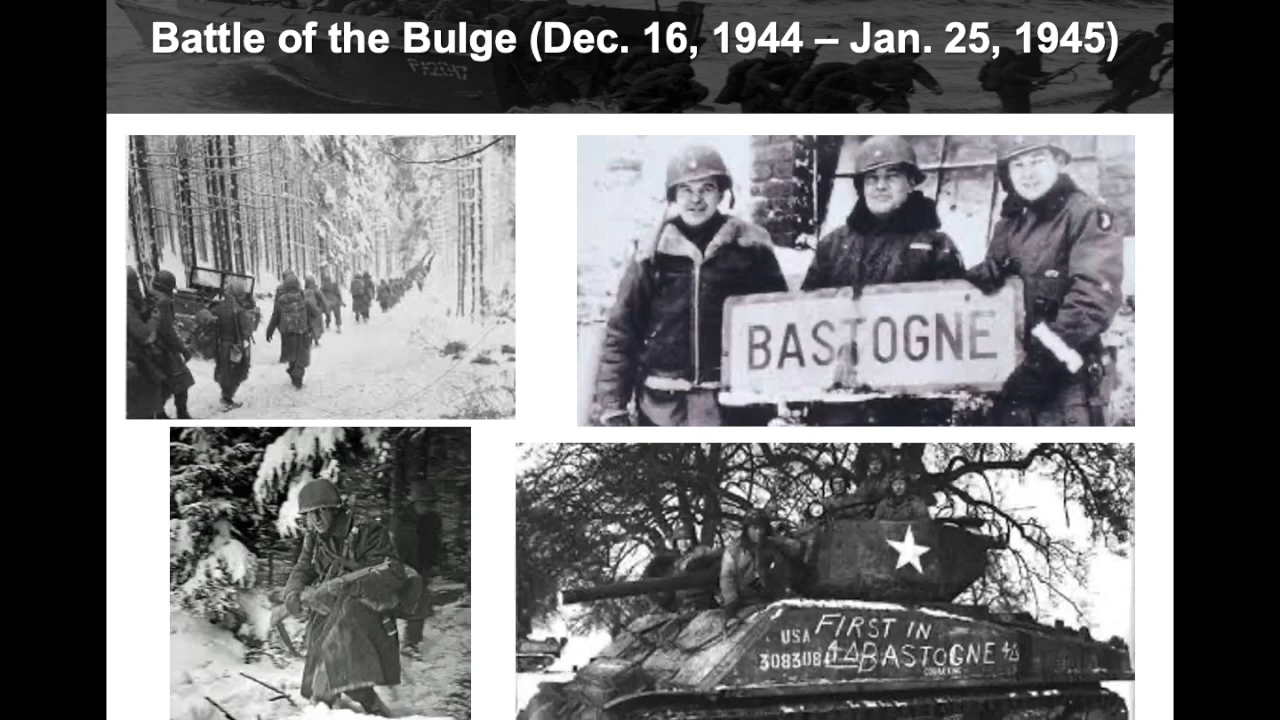 Battle of the Bulge (Dec. 16, 1944 – Jan. 25, 1945)
BASTOGNE
FIRST IN
USA
BASTOGNE